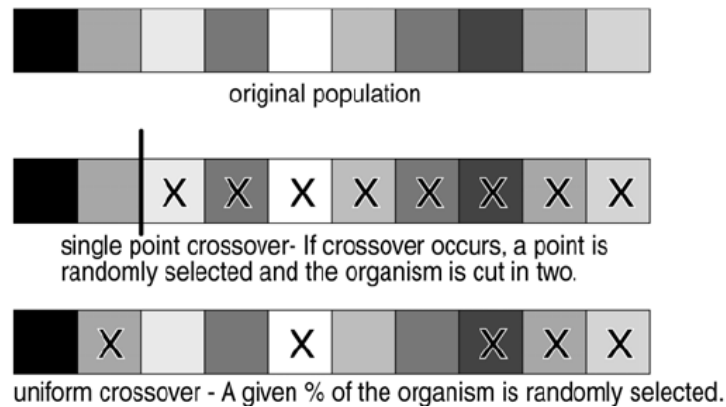 original population
X X X X X X X X
single point crossover- If crossover occurs, a point is
randomly selected and the organism is cut in two.
X X X X X
uniform crossover - A given % of the organism is randomly selected.